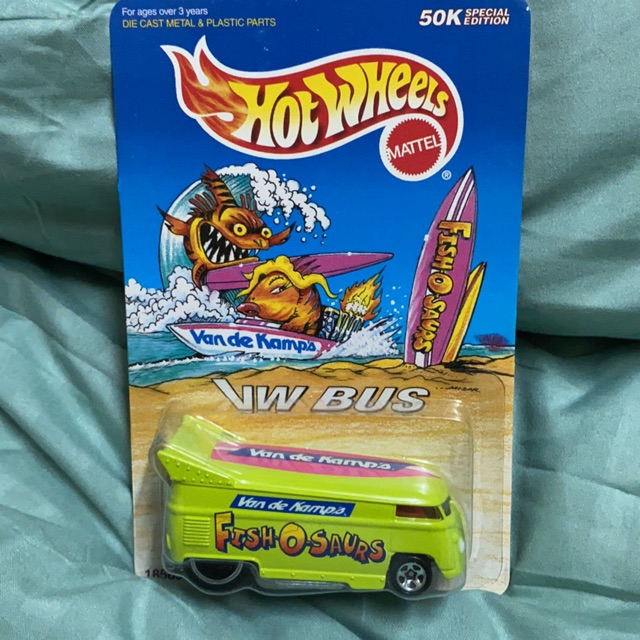 For ages over 3 years
DIE CAST METAL & PLASTIC PARTS
50K SPECIAL EDITION
HOT WHEELS
MATTEL
®
FISH-O-SAURS
Van de Kamp's
VW BUS
Van de Kamp's
Van de Kamp's
FISH-O-SAURS